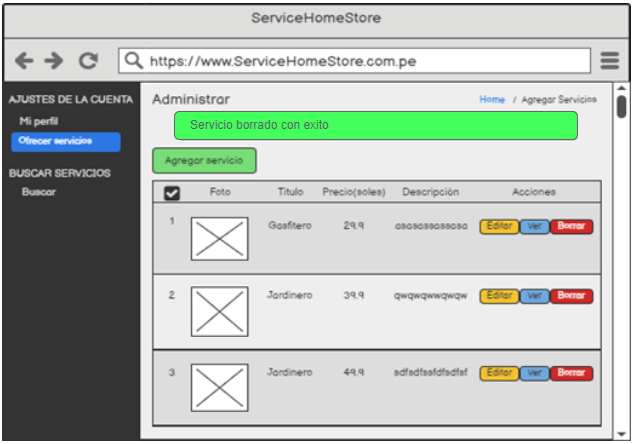 ServiceHomeStore
https://www.ServiceHomeStore.com.pe
AJUSTES DE LA CUENTA
Mi perfil
Ofrecer servicios
BUSCAR SERVICIOS
Buscar
Administrar
Home / Agregar Servicios
Servicio borrado con exito
Agregar servicio
Foto Titulo Precio(soles) Descripción Acciones
1 Gasfitero 29.9 Editar Ver Borrar
2 Jardinero 39.9 qwqwqwwqwqw Editar Ver Borrar
3 Jardinero 49.9 Editar Ver Borrar